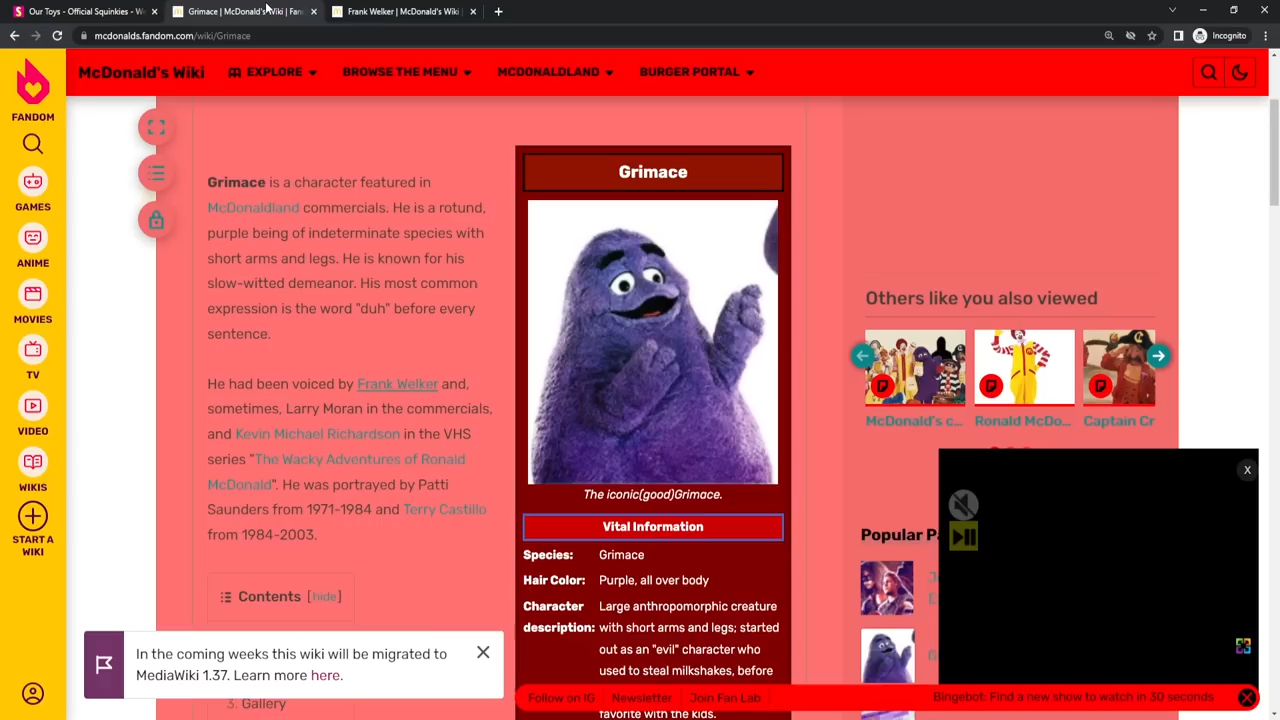 Our Toys - Official Squinkies - W
Grimace | McDonald's Wiki | Fan
Frank Welker | McDonald's Wiki
mcdonalds.fandom.com/wiki/Grimace
Incognito
FANDOM
GAMES
ANIME
MOVIES
TV
VIDEO
WIKIS
START A
WIKI
McDonald's Wiki
EXPLORE
BROWSE THE MENU
MCDONALDLAND
BURGER PORTAL
Grimace is a character featured in
McDonaldland commercials. He is a rotund,
purple being of indeterminate species with
short arms and legs. He is known for his
slow-witted demeanor. His most common
expression is the word "duh" before every
sentence.
He had been voiced by Frank Welker and,
sometimes, Larry Moran in the commercials,
and Kevin Michael Richardson in the VHS
series "The Wacky Adventures of Ronald
McDonald". He was portrayed by Patti
Saunders from 1971-1984 and Terry Castillo
from 1984-2003.
Contents [hide]
3. Gallery
Grimace
The iconic(good)Grimace.
Vital Information
Species: Grimace
Hair Color: Purple, all over body
Character Large anthropomorphic creature
description: with short arms and legs; started
out as an "evil" character who
used to steal milkshakes, before
favorite with the kids.
Others like you also viewed
McDonald's c...
Ronald McDo...
Captain Cr
Popular P
X
In the coming weeks this wiki will be migrated to
MediaWiki 1.37. Learn more here.
Follow on IG
Newsletter
Join Fan Lab
Bingebot: Find a new show to watch in 30 seconds